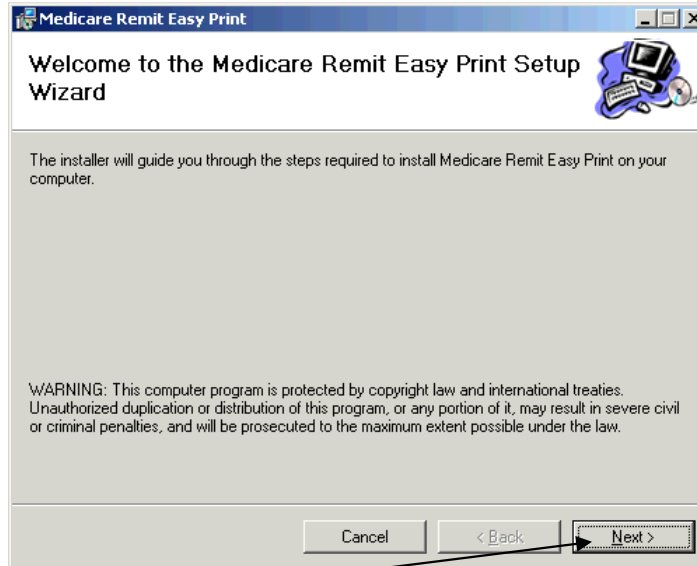 Medicare Remit Easy Print
Welcome to the Medicare Remit Easy Print Setup
Wizard
The installer will guide you through the steps required to install Medicare Remit Easy Print on your
computer.
WARNING: This computer program is protected by copyright law and international treaties.
Unauthorized duplication or distribution of this program, or any portion of it, may result in severe civil
or criminal penalties, and will be prosecuted to the maximum extent possible under the law.
Cancel
< Back
Next >